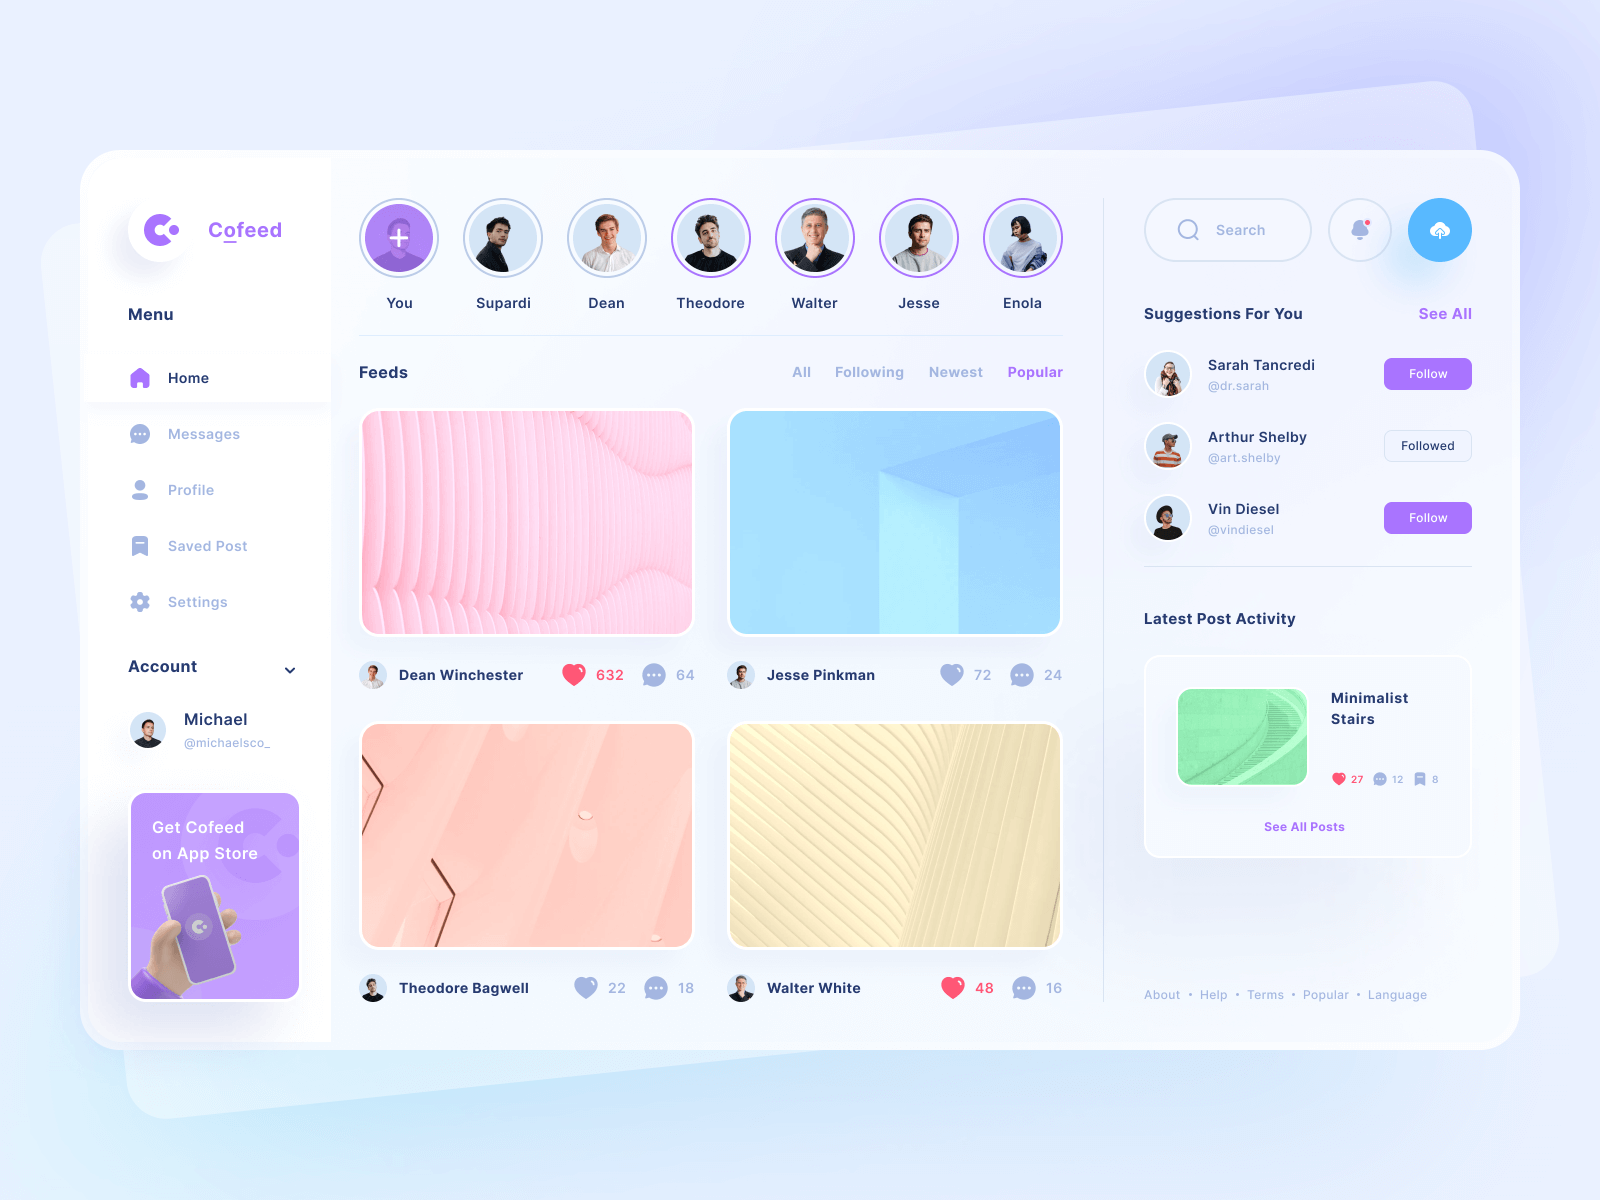 Cofeed
Menu
Home
Messages
Profile
Saved Post
Settings
Account
Michael
@michaelsco_
Get Cofeed
on App Store
You
Supardi
Dean
Theodore
Walter
Jesse
Enola
Feeds
All
Following
Newest
Popular
Dean Winchester
632
64
Jesse Pinkman
72
24
Theodore Bagwell
22
18
Walter White
48
16
Search
Suggestions For You
See All
Sarah Tancredi
@dr.sarah
Follow
Arthur Shelby
@art.shelby
Followed
Vin Diesel
@vindiesel
Follow
Latest Post Activity
Minimalist
Stairs
27
12
8
See All Posts
About • Help • Terms • Popular • Language